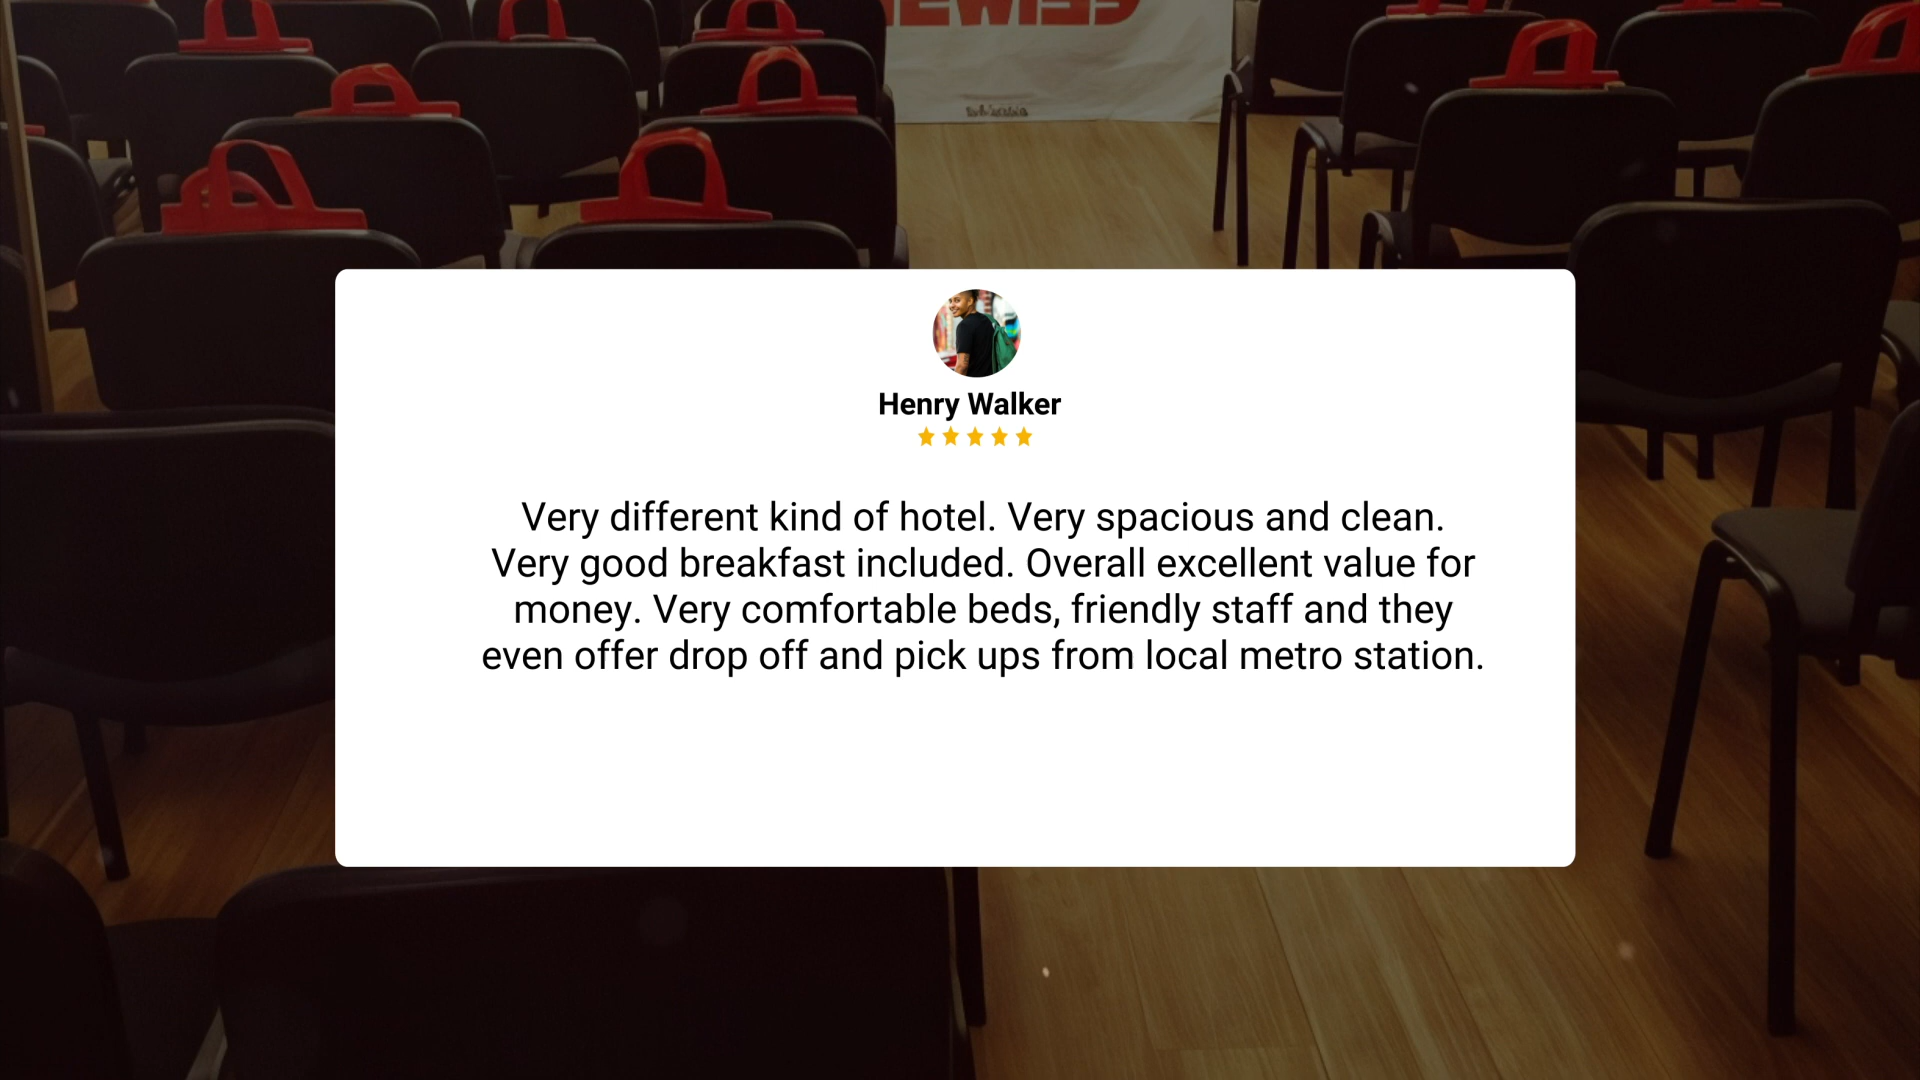 Henry Walker
Very different kind of hotel. Very spacious and clean.
Very good breakfast included. Overall excellent value for
money. Very comfortable beds, friendly staff and they
even offer drop off and pick ups from local metro station.